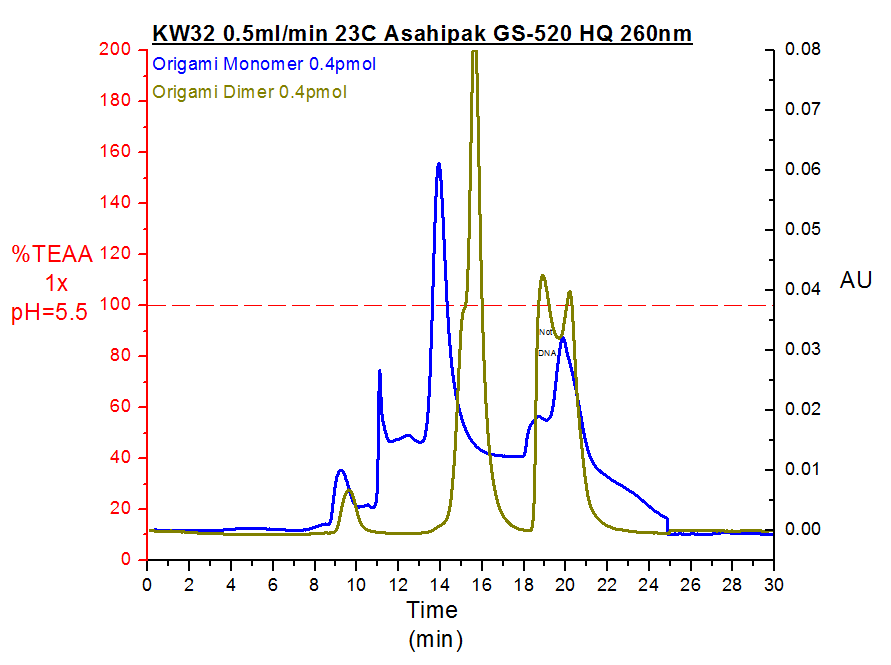 KW32 0.5ml/min 23C Asahipak GS-520 HQ 260nm
Origami Monomer 0.4pmol
Origami Dimer 0.4pmol
200
180
160
140
120
100
80
60
40
20
0
%TEAA
1x
pH=5.5
0.08
0.07
0.06
0.05
0.04
0.03
0.02
0.01
0.00
AU
Not
DNA
0 2 4 6 8 10 12 14 16 18 20 22 24 26 28 30
Time
(min)